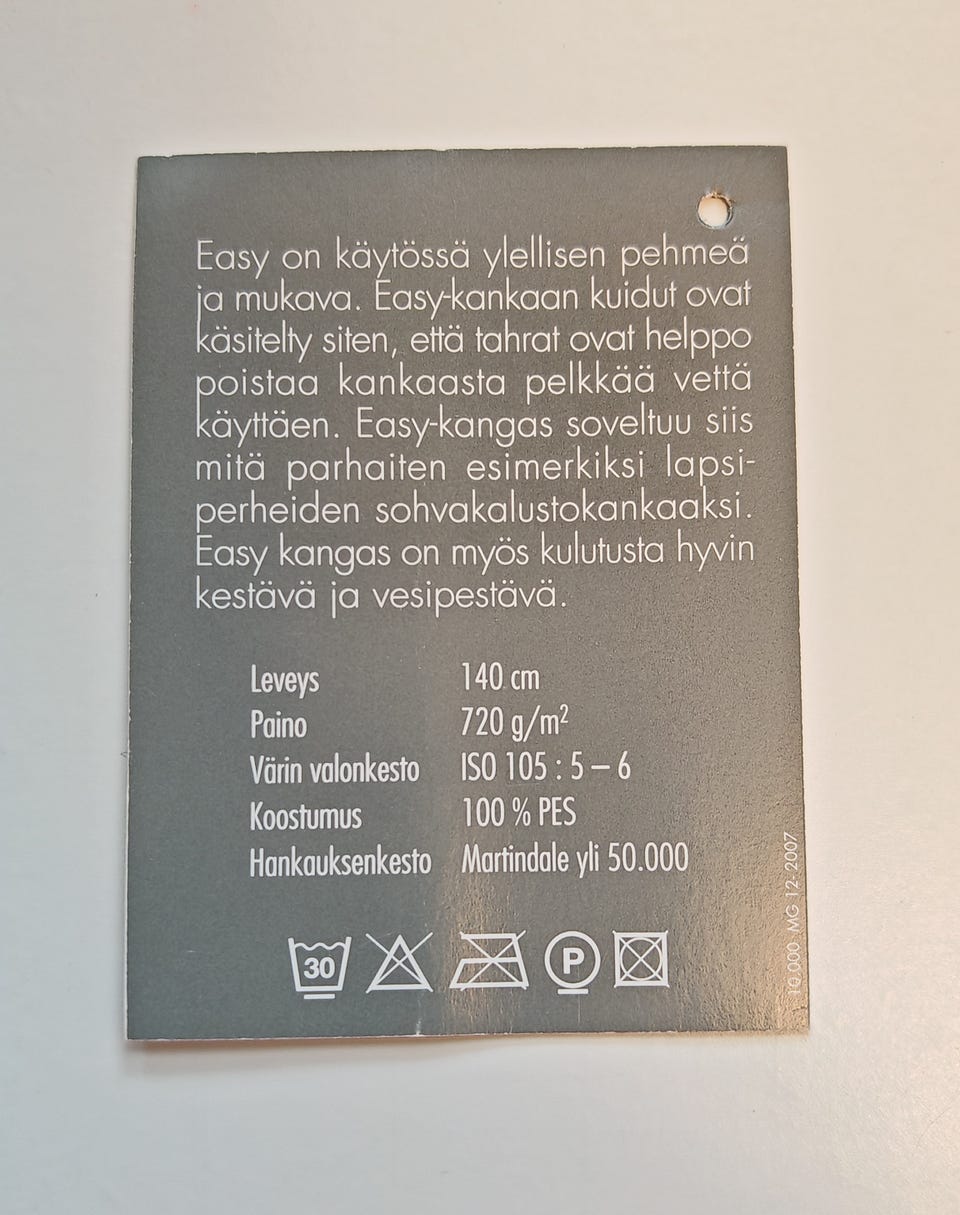 Easy on käytössä ylellisen pehmeä
ja mukava. Easy-kankaan kuidut ovat
käsitelty siten, että tahrat ovat helppo
poistaa kankaasta pelkkää vettä
käyttäen. Easy-kangas soveltuu siis
mitä parhaiten esimerkiksi lapsi-
perheiden sohvakalustokankaaksi.
Easy kangas on myös kulutusta hyvin
kestävä ja vesipestävä.
Leveys 140 cm
Paino 720 g/m²
Värin valonkesto ISO 105 : 5 – 6
Koostumus 100 % PES
Hankauksenkesto Martindale yli 50.000
30 P
10.000 MG 12-2007